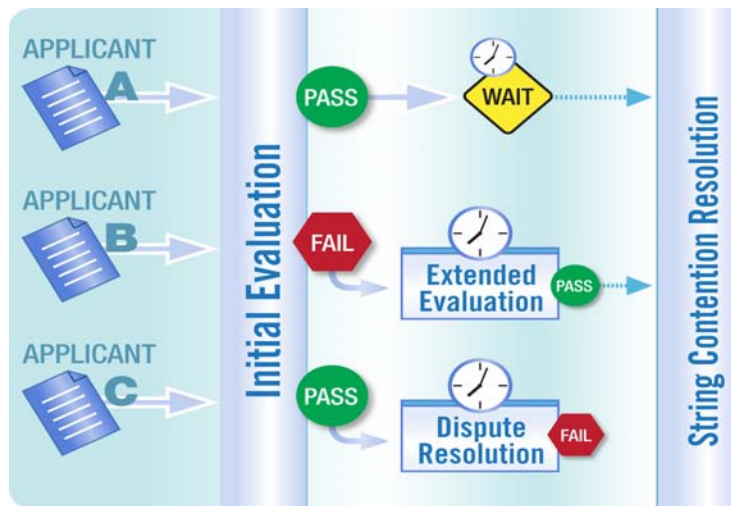 APPLICANT
A
PASS
WAIT
APPLICANT
B
FAIL
Extended
Evaluation
PASS
APPLICANT
C
PASS
Dispute
Resolution
FAIL
Initial Evaluation
String Contention Resolution